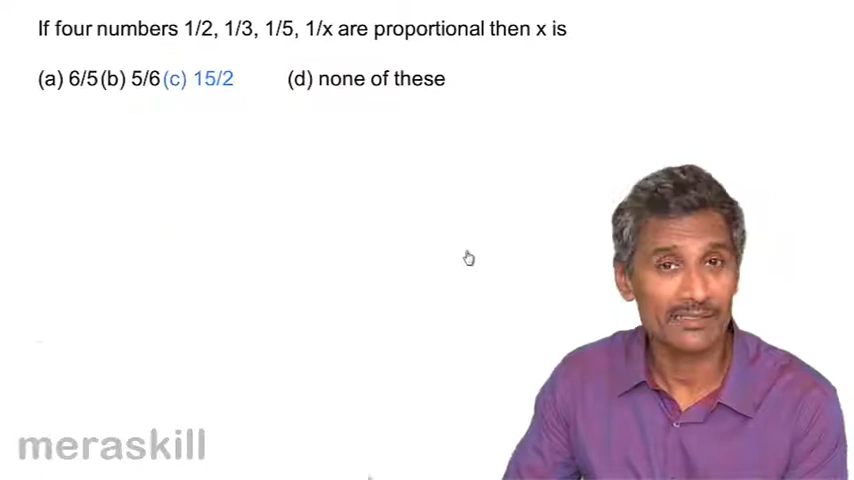 If four numbers 1/2, 1/3, 1/5, 1/x are proportional then x is
(a) 6/5(b) 5/6(c) 15/2 (d) none of these
meraskill